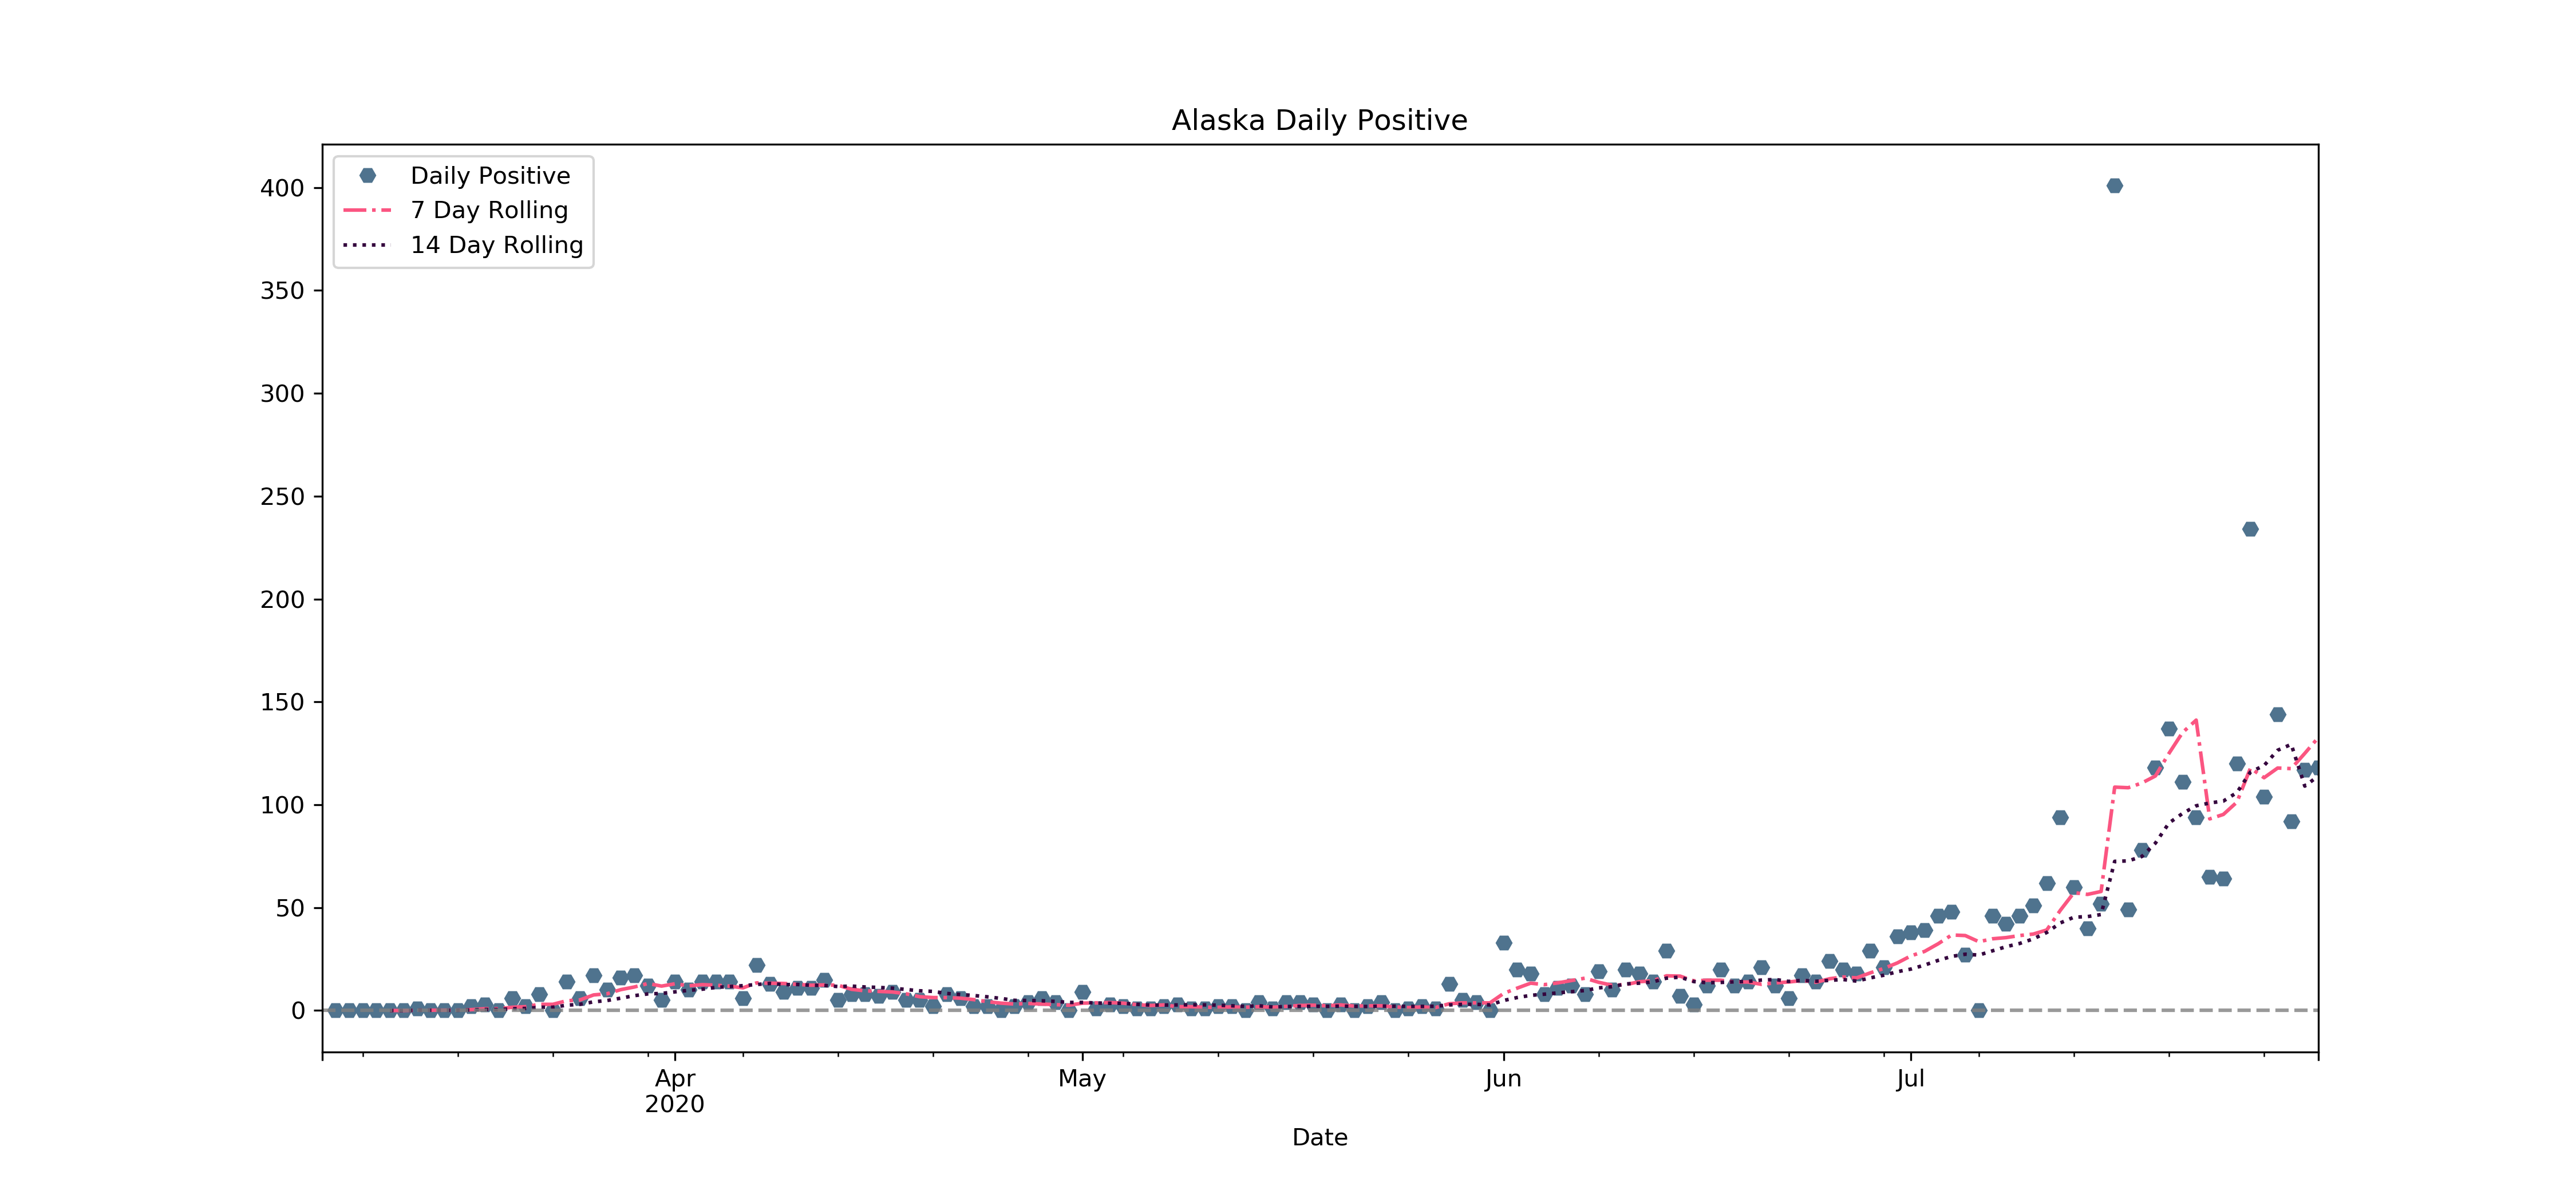 Alaska Daily Positive
Daily Positive
7 Day Rolling
14 Day Rolling
400
350
300
250
200
150
100
50
0
Apr May Jun Jul
2020
Date